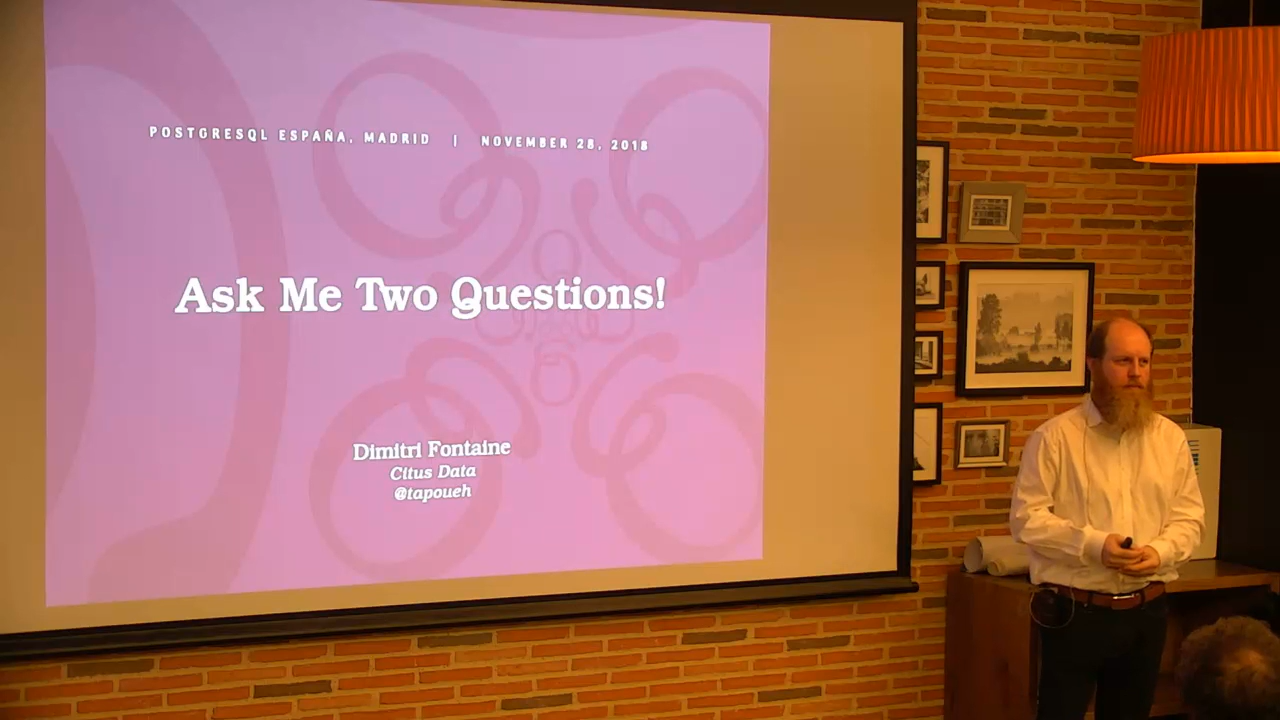 POSTGRESQL ESPAÑA, MADRID | NOVEMBER 28, 2018
Ask Me Two Questions!
Dimitri Fontaine
Citus Data
@tapoueh